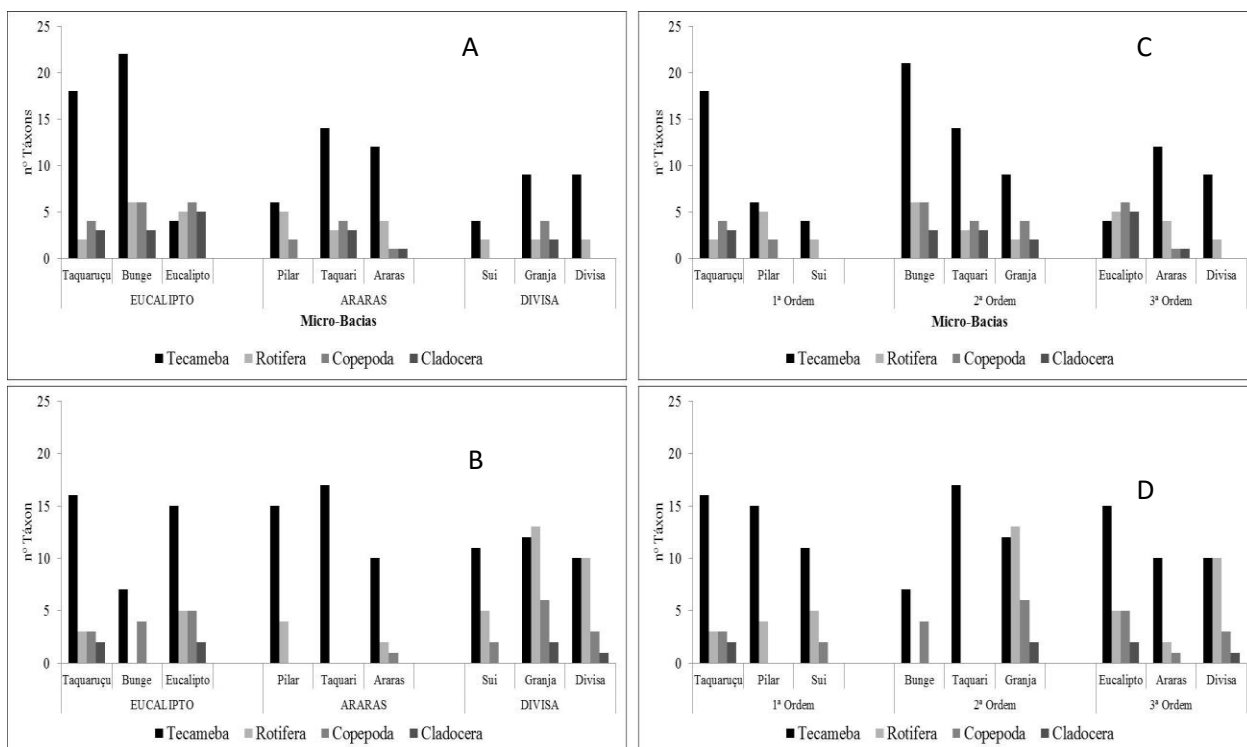 A
25
20
15
10
5
0
nº Táxons
Taquaruçu Bunge Eucalipto Pilar Taquari Araras Sui Granja Divisa
EUCALIPTO ARARAS DIVISA
Micro-Bacias
Tecameba Rotifera Copepoda Cladocera
C
25
20
15
10
5
0
Taquaruçu Pilar Sui Bunge Taquari Granja Eucalipto Araras Divisa
1ª Ordem 2ª Ordem 3ª Ordem
Micro-Bacias
Tecameba Rotifera Copepoda Cladocera
B
25
20
15
10
5
0
nº Táxon
Taquaruçu Bunge Eucalipto Pilar Taquari Araras Sui Granja Divisa
EUCALIPTO ARARAS DIVISA
Tecameba Rotifera Copepoda Cladocera
D
25
20
15
10
5
0
nº Táxon
Taquaruçu Pilar Sui Bunge Taquari Granja Eucalipto Araras Divisa
1ª Ordem 2ª Ordem 3ª Ordem
Tecameba Rotifera Copepoda Cladocera